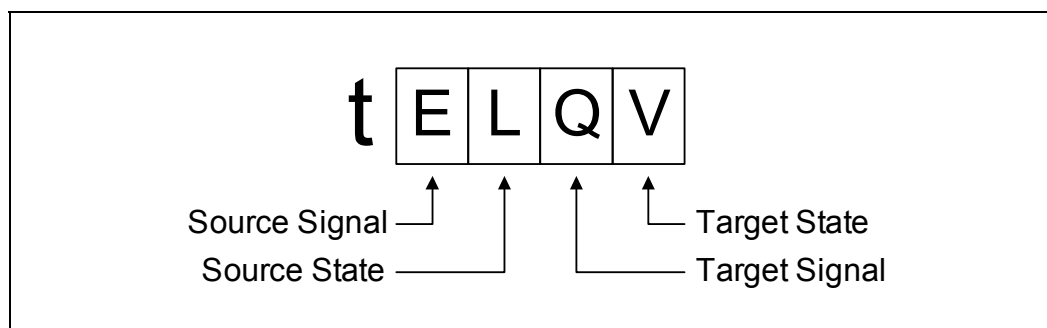 t E L Q V
Source Signal Target State
Source State Target Signal